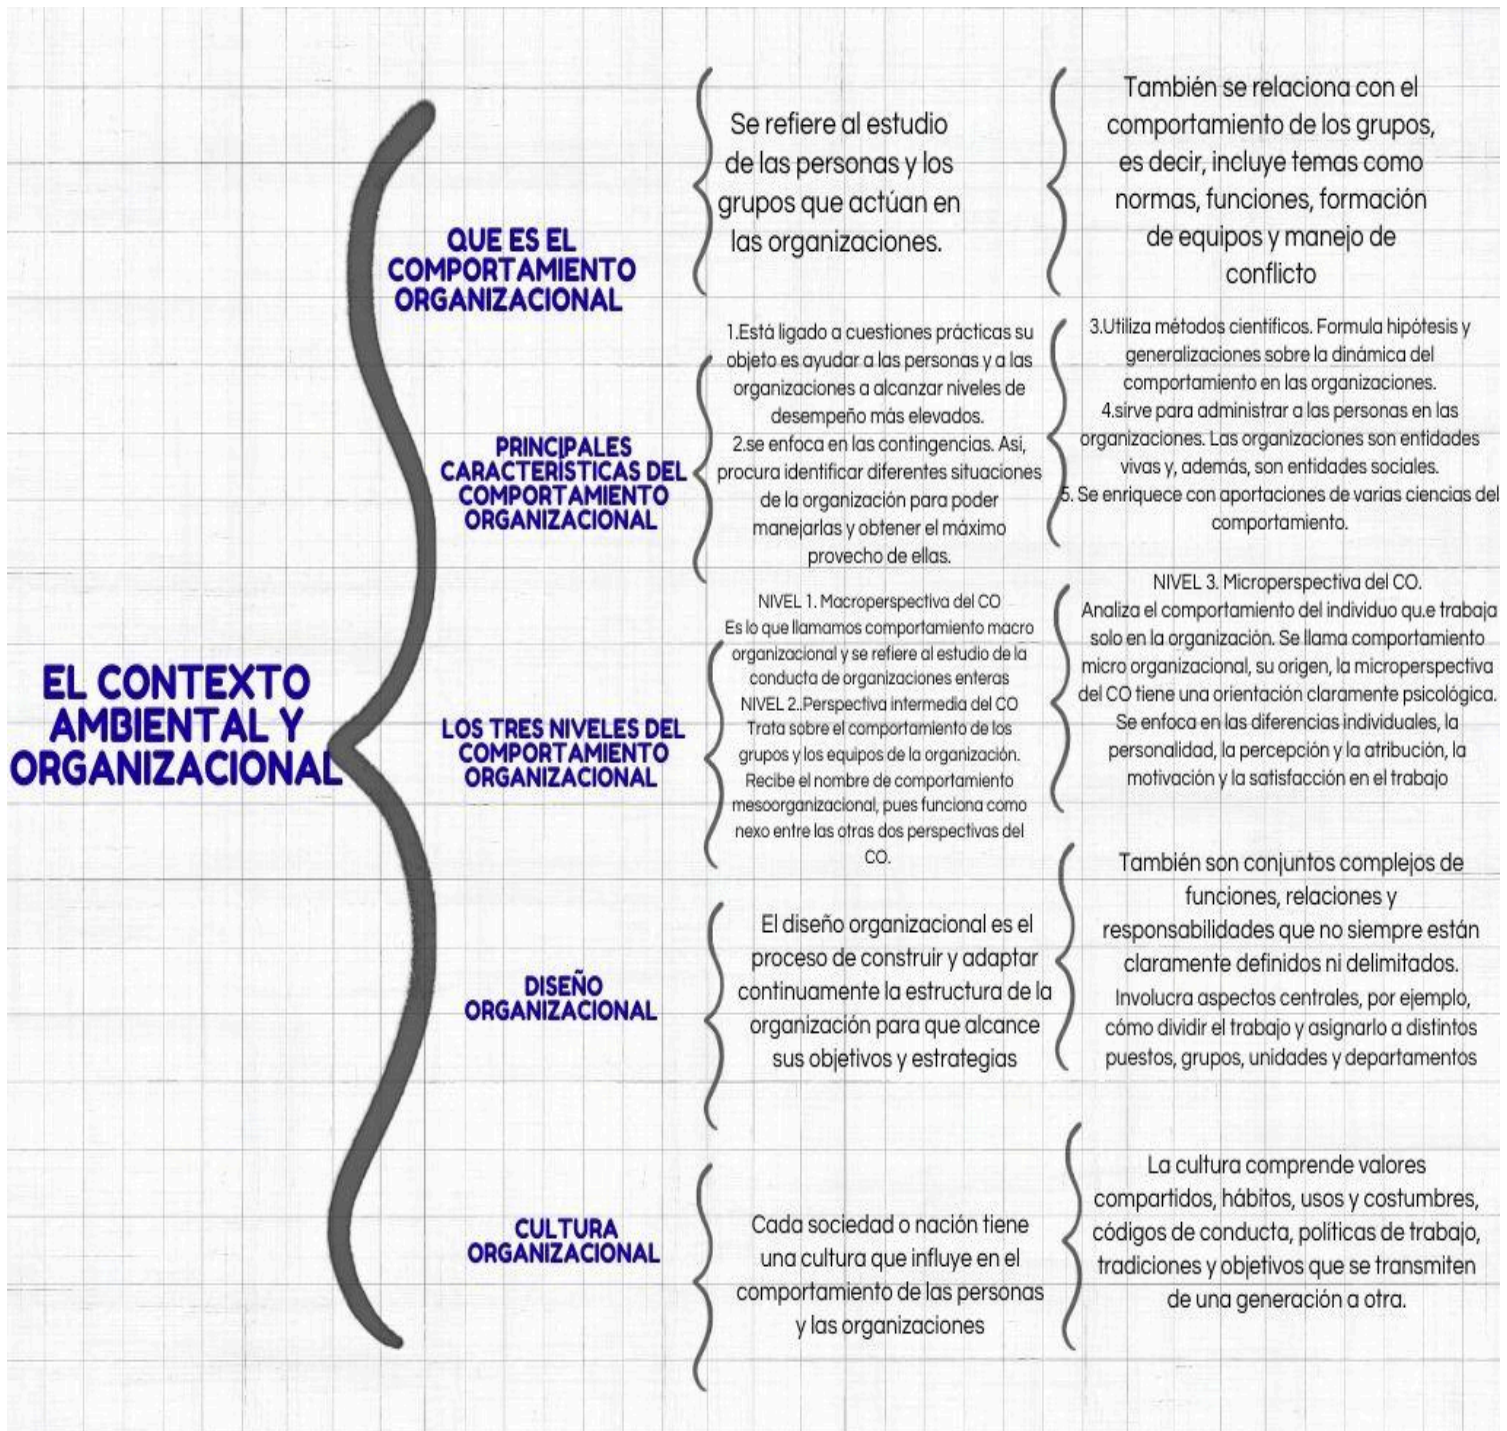 EL CONTEXTO
AMBIENTAL Y
ORGANIZACIONAL
QUE ES EL
COMPORTAMIENTO
ORGANIZACIONAL
Se refiere al estudio
de las personas y los
grupos que actúan en
las organizaciones.
También se relaciona con el
comportamiento de los grupos,
es decir, incluye temas como
normas, funciones, formación
de equipos y manejo de
conflicto
PRINCIPALES
CARACTERÍSTICAS DEL
COMPORTAMIENTO
ORGANIZACIONAL
1.Está ligado a cuestiones prácticas su
objeto es ayudar a las personas y a las
organizaciones a alcanzar niveles de
desempeño más elevados.
2.se enfoca en las contingencias. Así,
procura identificar diferentes situaciones
de la organización para poder
manejarlas y obtener el máximo
provecho de ellas.
3.Utiliza métodos científicos. Formula hipótesis y
generalizaciones sobre la dinámica del
comportamiento en las organizaciones.
4.sirve para administrar a las personas en las
organizaciones. Las organizaciones son entidades
vivas y, además, son entidades sociales.
5. Se enriquece con aportaciones de varias ciencias del
comportamiento.
LOS TRES NIVELES DEL
COMPORTAMIENTO
ORGANIZACIONAL
NIVEL 1. Macroperspectiva del CO
Es lo que llamamos comportamiento macro
organizacional y se refiere al estudio de la
conducta de organizaciones enteras
NIVEL 2..Perspectiva intermedia del CO
Trata sobre el comportamiento de los
grupos y los equipos de la organización.
Recibe el nombre de comportamiento
mesoorganizacional, pues funciona como
nexo entre las otras dos perspectivas del
CO.
NIVEL 3. Microperspectiva del CO.
Analiza el comportamiento del individuo qu.e trabaja
solo en la organización. Se llama comportamiento
micro organizacional, su origen, la microperspectiva
del CO tiene una orientación claramente psicológica.
Se enfoca en las diferencias individuales, la
personalidad, la percepción y la atribución, la
motivación y la satisfacción en el trabajo
DISEÑO
ORGANIZACIONAL
El diseño organizacional es el
proceso de construir y adaptar
continuamente la estructura de la
organización para que alcance
sus objetivos y estrategias
También son conjuntos complejos de
funciones, relaciones y
responsabilidades que no siempre están
claramente definidos ni delimitados.
Involucra aspectos centrales, por ejemplo,
cómo dividir el trabajo y asignarlo a distintos
puestos, grupos, unidades y departamentos
CULTURA
ORGANIZACIONAL
Cada sociedad o nación tiene
una cultura que influye en el
comportamiento de las personas
y las organizaciones
La cultura comprende valores
compartidos, hábitos, usos y costumbres,
códigos de conducta, políticas de trabajo,
tradiciones y objetivos que se transmiten
de una generación a otra.